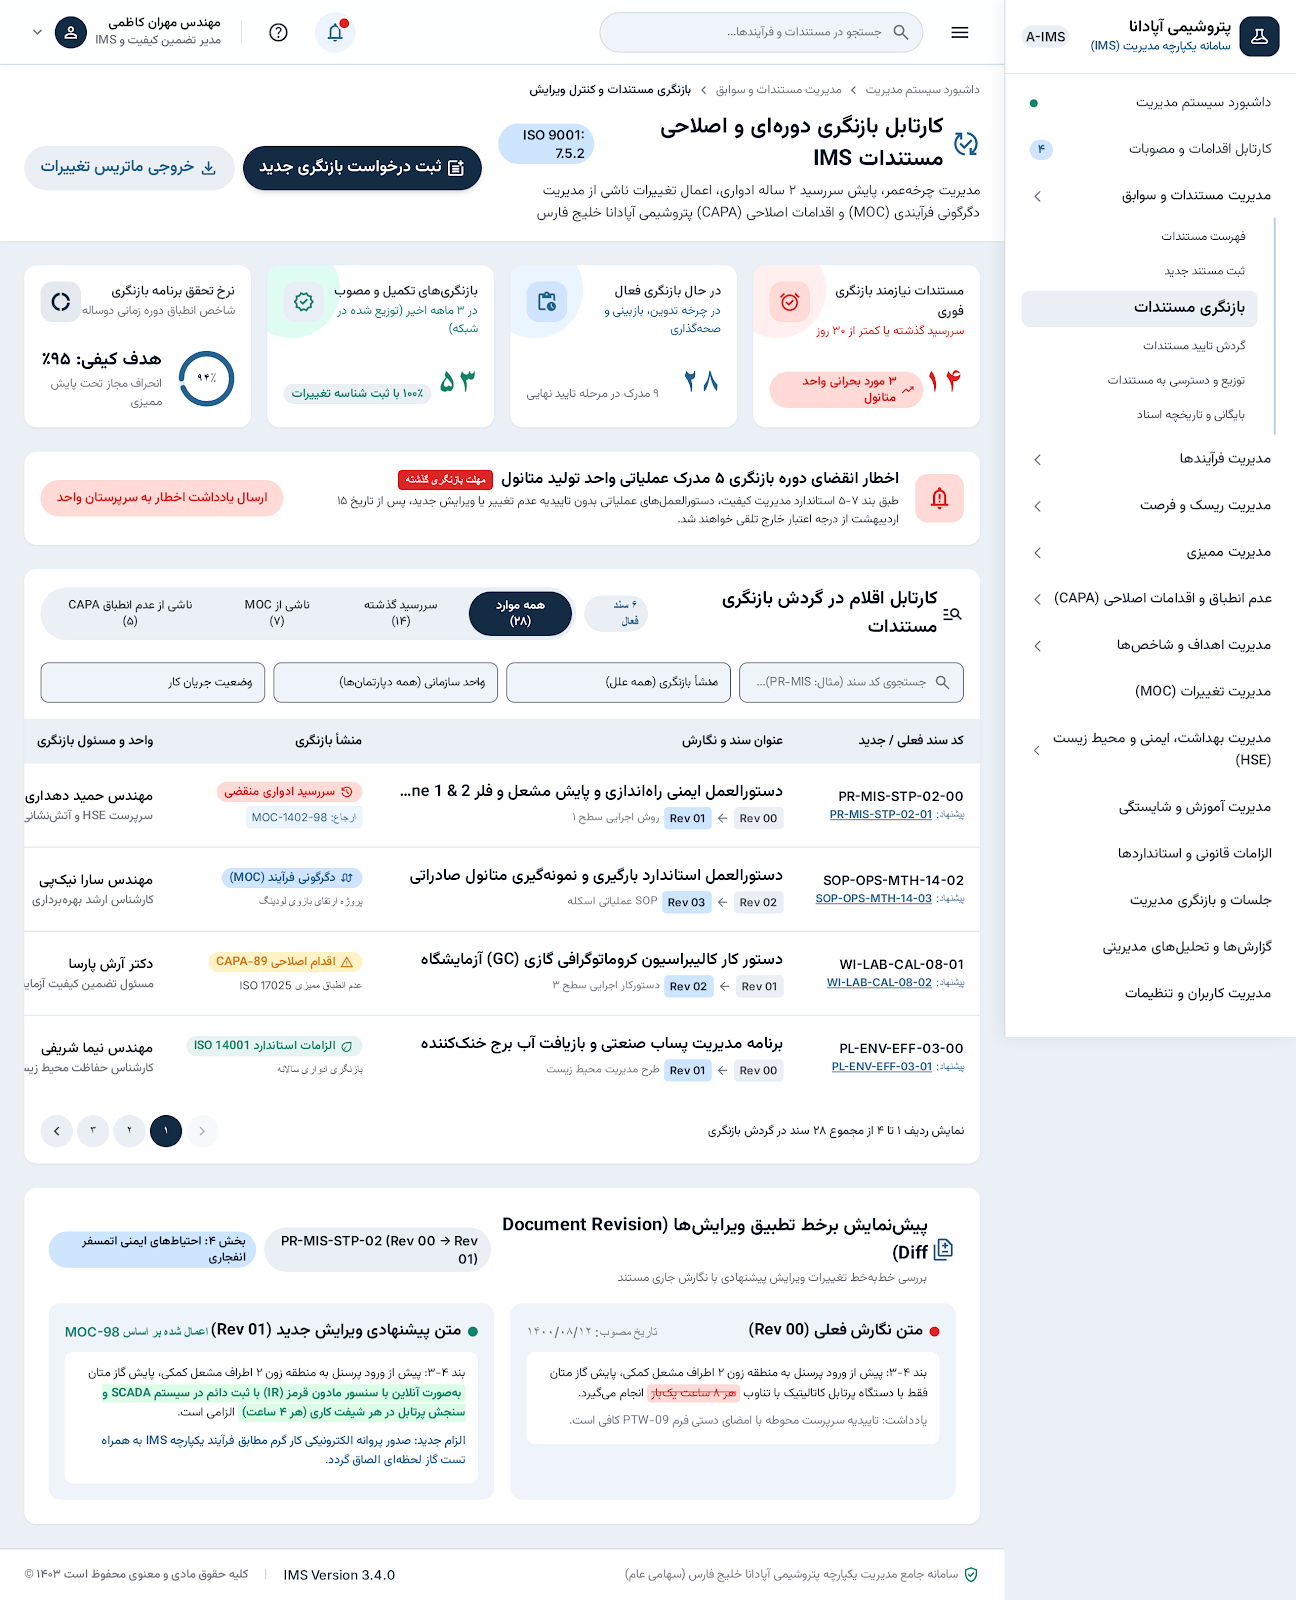 پتروشیمی آپادانا
سامانه یکپارچه مدیریت (IMS)
A-IMS
داشبورد سیستم مدیریت
کارتابل اقدامات و مصوبات
۴
مدیریت مستندات و سوابق
فهرست مستندات
ثبت مستند جدید
بازنگری مستندات
گردش تایید مستندات
توزیع و دسترسی به مستندات
بایگانی و تاریخچه اسناد
مدیریت فرآیندها
مدیریت ریسک و فرصت
مدیریت ممیزی
عدم انطباق و اقدامات اصلاحی (CAPA)
مدیریت اهداف و شاخص‌ها
مدیریت تغییرات (MOC)
مدیریت بهداشت، ایمنی و محیط زیست
(HSE)
مدیریت آموزش و شایستگی
الزامات قانونی و استانداردها
جلسات و بازنگری مدیریت
گزارش‌ها و تحلیل‌های مدیریتی
مدیریت کاربران و تنظیمات
جستجو در مستندات و فرآیندها...
مهندس مهران کاظمی
مدیر تضمین کیفیت و IMS
داشبورد سیستم مدیریت
مدیریت مستندات و سوابق
بازنگری مستندات و کنترل ویرایش
کارتابل بازنگری دوره‌ای و اصلاحی
مستندات IMS
ISO 9001:
7.5.2
مدیریت چرخه‌عمر، پایش سررسید ۲ ساله ادواری، اعمال تغییرات ناشی از مدیریت
دگرگونی فرآیندی (MOC) و اقدامات اصلاحی (CAPA) پتروشیمی آپادانا خلیج فارس
ثبت درخواست بازنگری جدید
خروجی ماتریس تغییرات
مستندات نیازمند بازنگری
فوری
سررسید گذشته یا کمتر از ۳۰ روز
۱۴
۳ مورد بحرانی واحد
متانول
در حال بازنگری فعال
در چرخه تدوین، بازبینی و
صحه‌گذاری
۲۸
۹ مدرک در مرحله تایید نهایی
بازنگری‌های تکمیل و مصوب
در ۳ ماهه اخیر (توزیع شده در
شبکه)
۵۳
۱۰۰٪ با ثبت شناسه تغییرات
نرخ تحقق برنامه بازنگری
شاخص انطباق دوره زمانی دوساله
۹۴٪
هدف کیفی: ۹۵٪
انحراف مجاز تحت پایش
ممیزی
اخطار انقضای دوره بازنگری ۵ مدرک عملیاتی واحد تولید متانول
مهلت بازنگری گذشته
طبق بند ۷-۵ استاندارد مدیریت کیفیت، دستورالعمل‌های عملیاتی بدون تاییدیه عدم تغییر یا ویرایش جدید، پس از تاریخ ۱۵
اردیبهشت از درجه اعتبار خارج تلقی خواهند شد.
ارسال یادداشت اخطار به سرپرستان واحد
کارتابل اقلام در گردش بازنگری
مستندات
۶ سند
فعال
همه موارد
(۲۸)
سررسید گذشته
(۱۴)
ناشی از MOC
(۷)
ناشی از عدم انطباق CAPA
(۵)
جستجوی کد سند (مثال: PR-MIS)...
منشأ بازنگری (همه علل)
واحد سازمانی (همه دپارتمان‌ها)
وضعیت جریان کار
کد سند فعلی / جدید
عنوان سند و نگارش
منشأ بازنگری
واحد و مسئول بازنگری
PR-MIS-STP-02-00
پیشنهاد: PR-MIS-STP-02-01
دستورالعمل ایمنی راه‌اندازی و پایش مشعل و فلر ne 1 & 2...
Rev 00 → Rev 01 روش اجرایی سطح ۱
سررسید ادواری منقضی
ارجاع: MOC-1402-98
مهندس حمید دهداری
سرپرست HSE و آتش‌نشانی
SOP-OPS-MTH-14-02
پیشنهاد: SOP-OPS-MTH-14-03
دستورالعمل استاندارد بارگیری و نمونه‌گیری متانول صادراتی
Rev 02 → Rev 03 SOP عملیاتی اسکله
دگرگونی فرآیند (MOC)
پروژه ارتقای بازوی لودینگ
مهندس سارا نیک‌پی
کارشناس ارشد بهره‌برداری
WI-LAB-CAL-08-01
پیشنهاد: WI-LAB-CAL-08-02
دستور کار کالیبراسیون کروماتوگرافی گازی (GC) آزمایشگاه
Rev 01 → Rev 02 دستورکار اجرایی سطح ۳
اقدام اصلاحی CAPA-89
عدم انطباق ممیزی ISO 17025
دکتر آرش پارسا
مسئول تضمین کیفیت
PL-ENV-EFF-03-00
پیشنهاد: PL-ENV-EFF-03-01
برنامه مدیریت پساب صنعتی و بازیافت آب برج خنک‌کننده
Rev 00 → Rev 01 طرح مدیریت محیط زیست
الزامات استاندارد ISO 14001
بازنگری ادواری سالانه
مهندس نیما شریفی
کارشناس حفاظت محیط
نمایش ردیف ۱ تا ۴ از مجموع ۲۸ سند در گردش بازنگری
۱
۲
۳
پیش‌نمایش برخط تطبیق ویرایش‌ها (Document Revision
Diff)
بررسی خط‌به‌خط تغییرات ویرایش پیشنهادی با نگارش جاری مستند
PR-MIS-STP-02 (Rev 00 → Rev
01)
بخش ۴: احتیاط‌های ایمنی اتمسفر
انفجاری
متن نگارش فعلی (Rev 00)
تاریخ مصوب: ۱۴۰۰/۰۸/۱۲
بند ۴-۳: پیش از ورود پرسنل به منطقه زون ۲ اطراف مشعل کمکی، پایش گاز متان
فقط با دستگاه پرتابل کاتالیتیک با تناوب هر ۸ ساعت یک‌بار انجام می‌گیرد.
یادداشت: تاییدیه سرپرست محوطه با امضای دستی فرم PTW-09 کافی است.
متن پیشنهادی ویرایش جدید (Rev 01)
اعمال شده بر اساس MOC-98
بند ۴-۳: پیش از ورود پرسنل به منطقه زون ۲ اطراف مشعل کمکی، پایش گاز متان
به‌صورت آنلاین با سنسور مادون قرمز (IR) با ثبت دائم در سیستم SCADA و
سنجش پرتابل در هر شیفت کاری (هر ۴ ساعت) الزامی است.
الزام جدید: صدور پروانه الکترونیکی کار گرم مطابق فرآیند یکپارچه IMS به همراه
تست گاز لحظه‌ای الصاق گردد.
سامانه جامع مدیریت یکپارچه پتروشیمی آپادانا خلیج فارس (سهامی عام)
IMS Version 3.4.0
کلیه حقوق مادی و معنوی محفوظ است ۱۴۰۳ ©